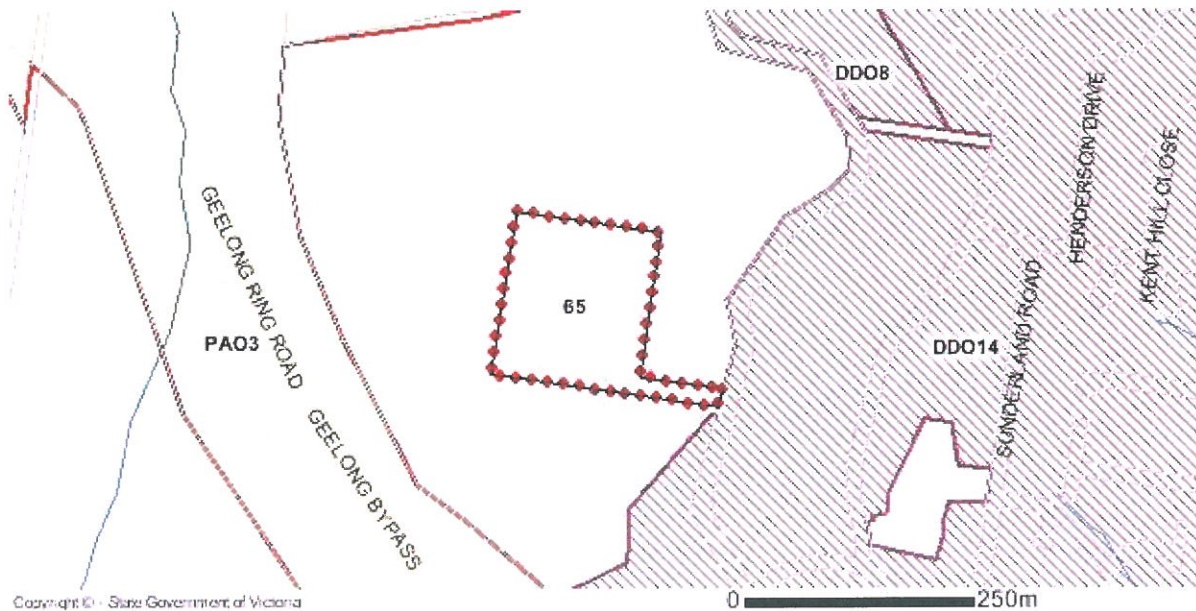 DDO8
HENDERSON DRIVE
KENT HILL CLOSE
GEELONG RING ROAD
65
PAO3
DDO14
SUNDERLAND ROAD
GEELONG BYPASS
Copyright © - State Government of Victoria
0 250m